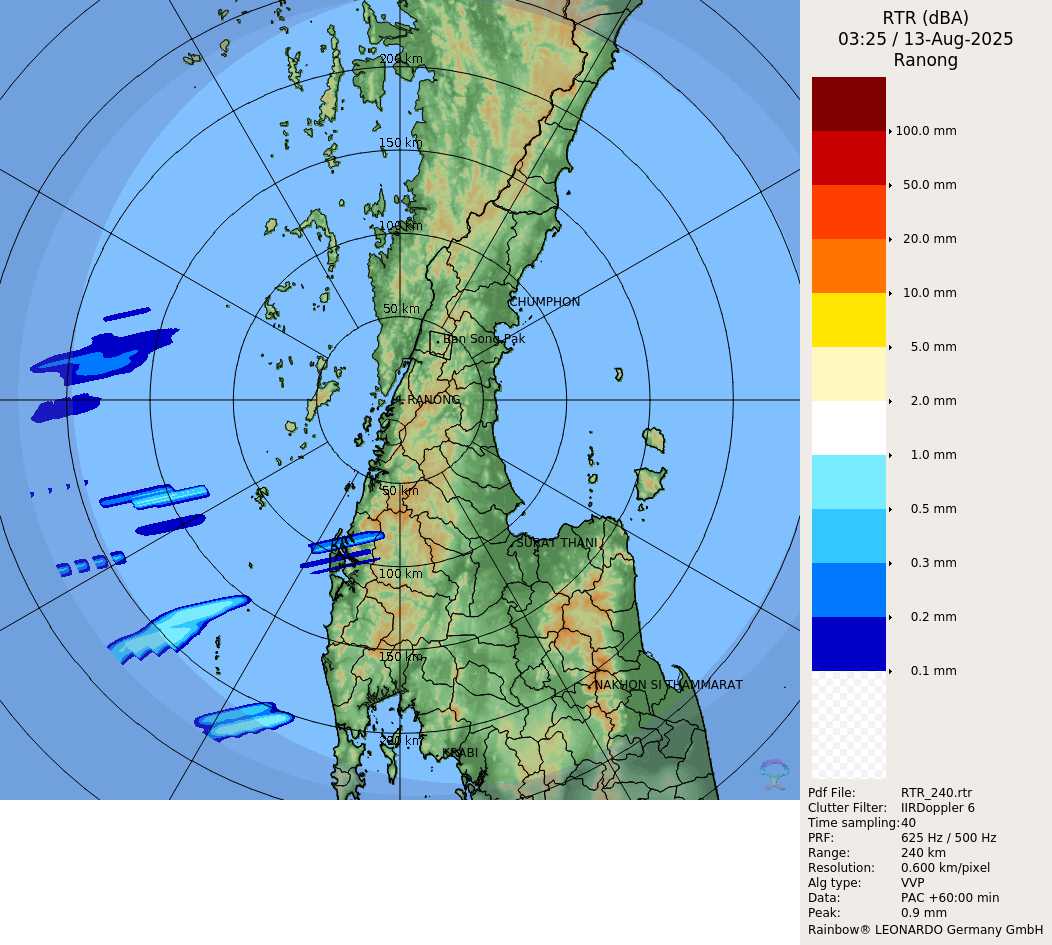 RTR (dBA)
03:25 / 13-Aug-2025
Ranong
200 km
150 km
100 km
50 km
CHUMPHON
Ban Song Pak
RANONG
50 km
SURAT THANI
100 km
150 km
NAKHON SI THAMMARAT
200 km
KRABI
100.0 mm
50.0 mm
20.0 mm
10.0 mm
5.0 mm
2.0 mm
1.0 mm
0.5 mm
0.3 mm
0.2 mm
0.1 mm
Pdf File: RTR_240.rtr
Clutter Filter: IIRDoppler 6
Time sampling:40
PRF: 625 Hz / 500 Hz
Range: 240 km
Resolution: 0.600 km/pixel
Alg type: VVP
Data: PAC +60:00 min
Peak: 0.9 mm
Rainbow® LEONARDO Germany GmbH